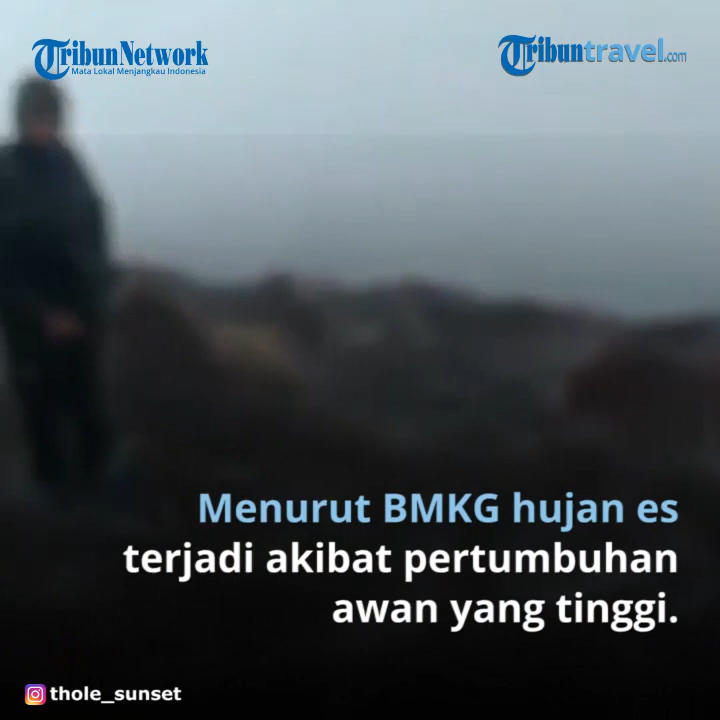 TribunNetwork
Mata Lokal Menjangkau Indonesia
Tribuntravel.com
Menurut BMKG hujan es
terjadi akibat pertumbuhan
awan yang tinggi.
thole_sunset